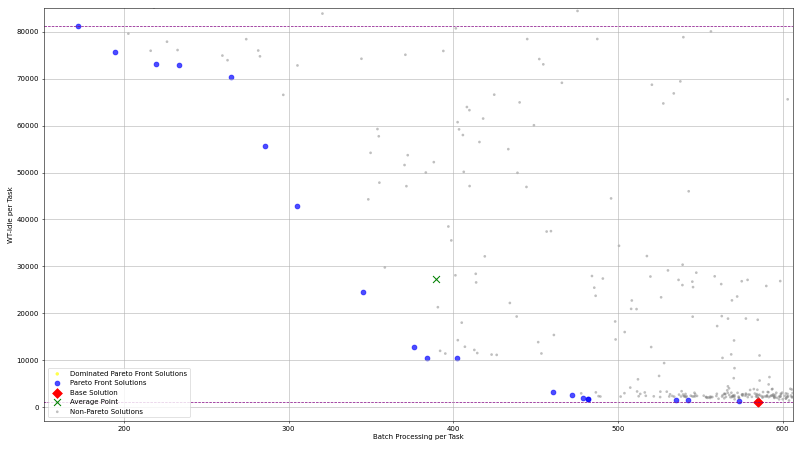 80000
70000
60000
50000
40000
30000
20000
10000
0
WT-Idle per Task
Dominated Pareto Front Solutions
Pareto Front Solutions
Base Solution
Average Point
Non-Pareto Solutions
200 300 400 500 600
Batch Processing per Task